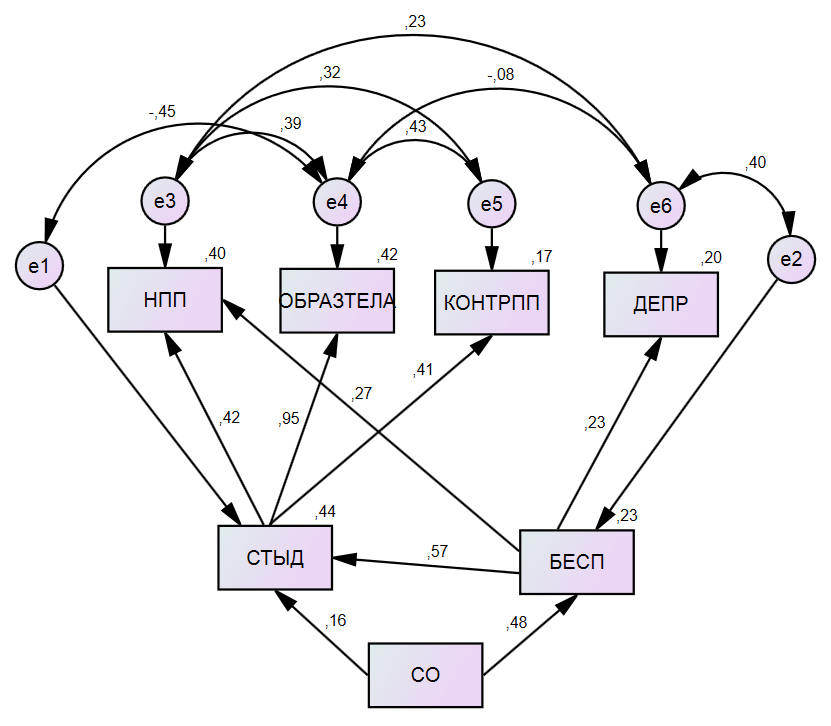 ,23
,32
-,08
-,45
,39
,43
,40
e3
e4
e5
e6
e1
e2
,40
,42
,17
,20
НПП
ОБРАЗТЕЛА
КОНТРПП
ДЕПР
,41
,27
,42
,95
,23
,44
,23
СТЫД
,57
БЕСП
,16
,48
СО